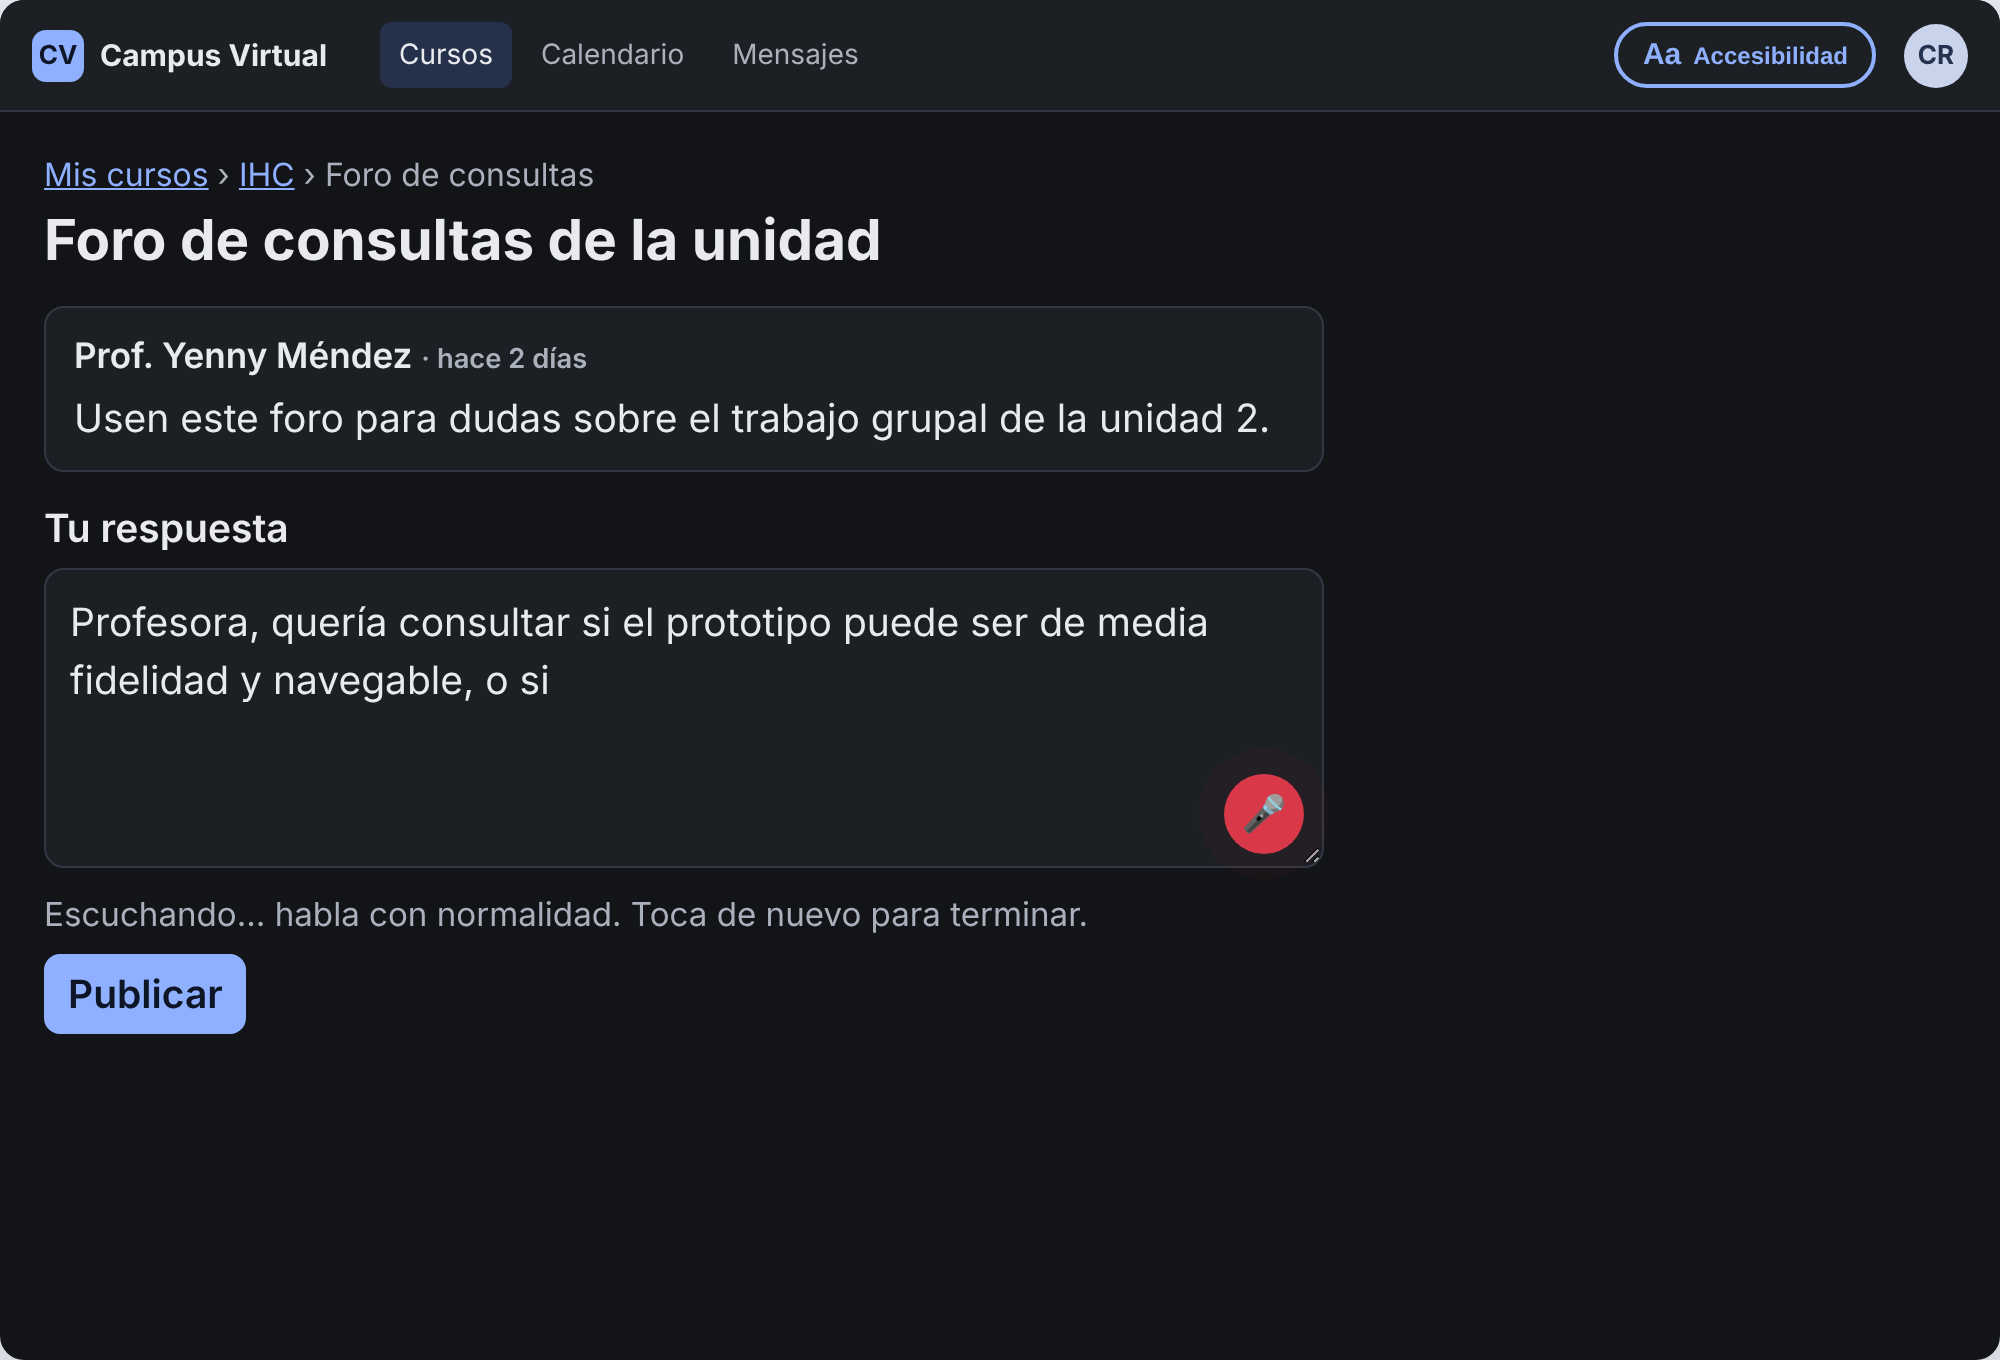 CV Campus Virtual Cursos Calendario Mensajes Aa Accesibilidad CR
Mis cursos › IHC › Foro de consultas
Foro de consultas de la unidad
Prof. Yenny Méndez · hace 2 días
Usen este foro para dudas sobre el trabajo grupal de la unidad 2.
Tu respuesta
Profesora, quería consultar si el prototipo puede ser de media
fidelidad y navegable, o si
Escuchando... habla con normalidad. Toca de nuevo para terminar.
Publicar